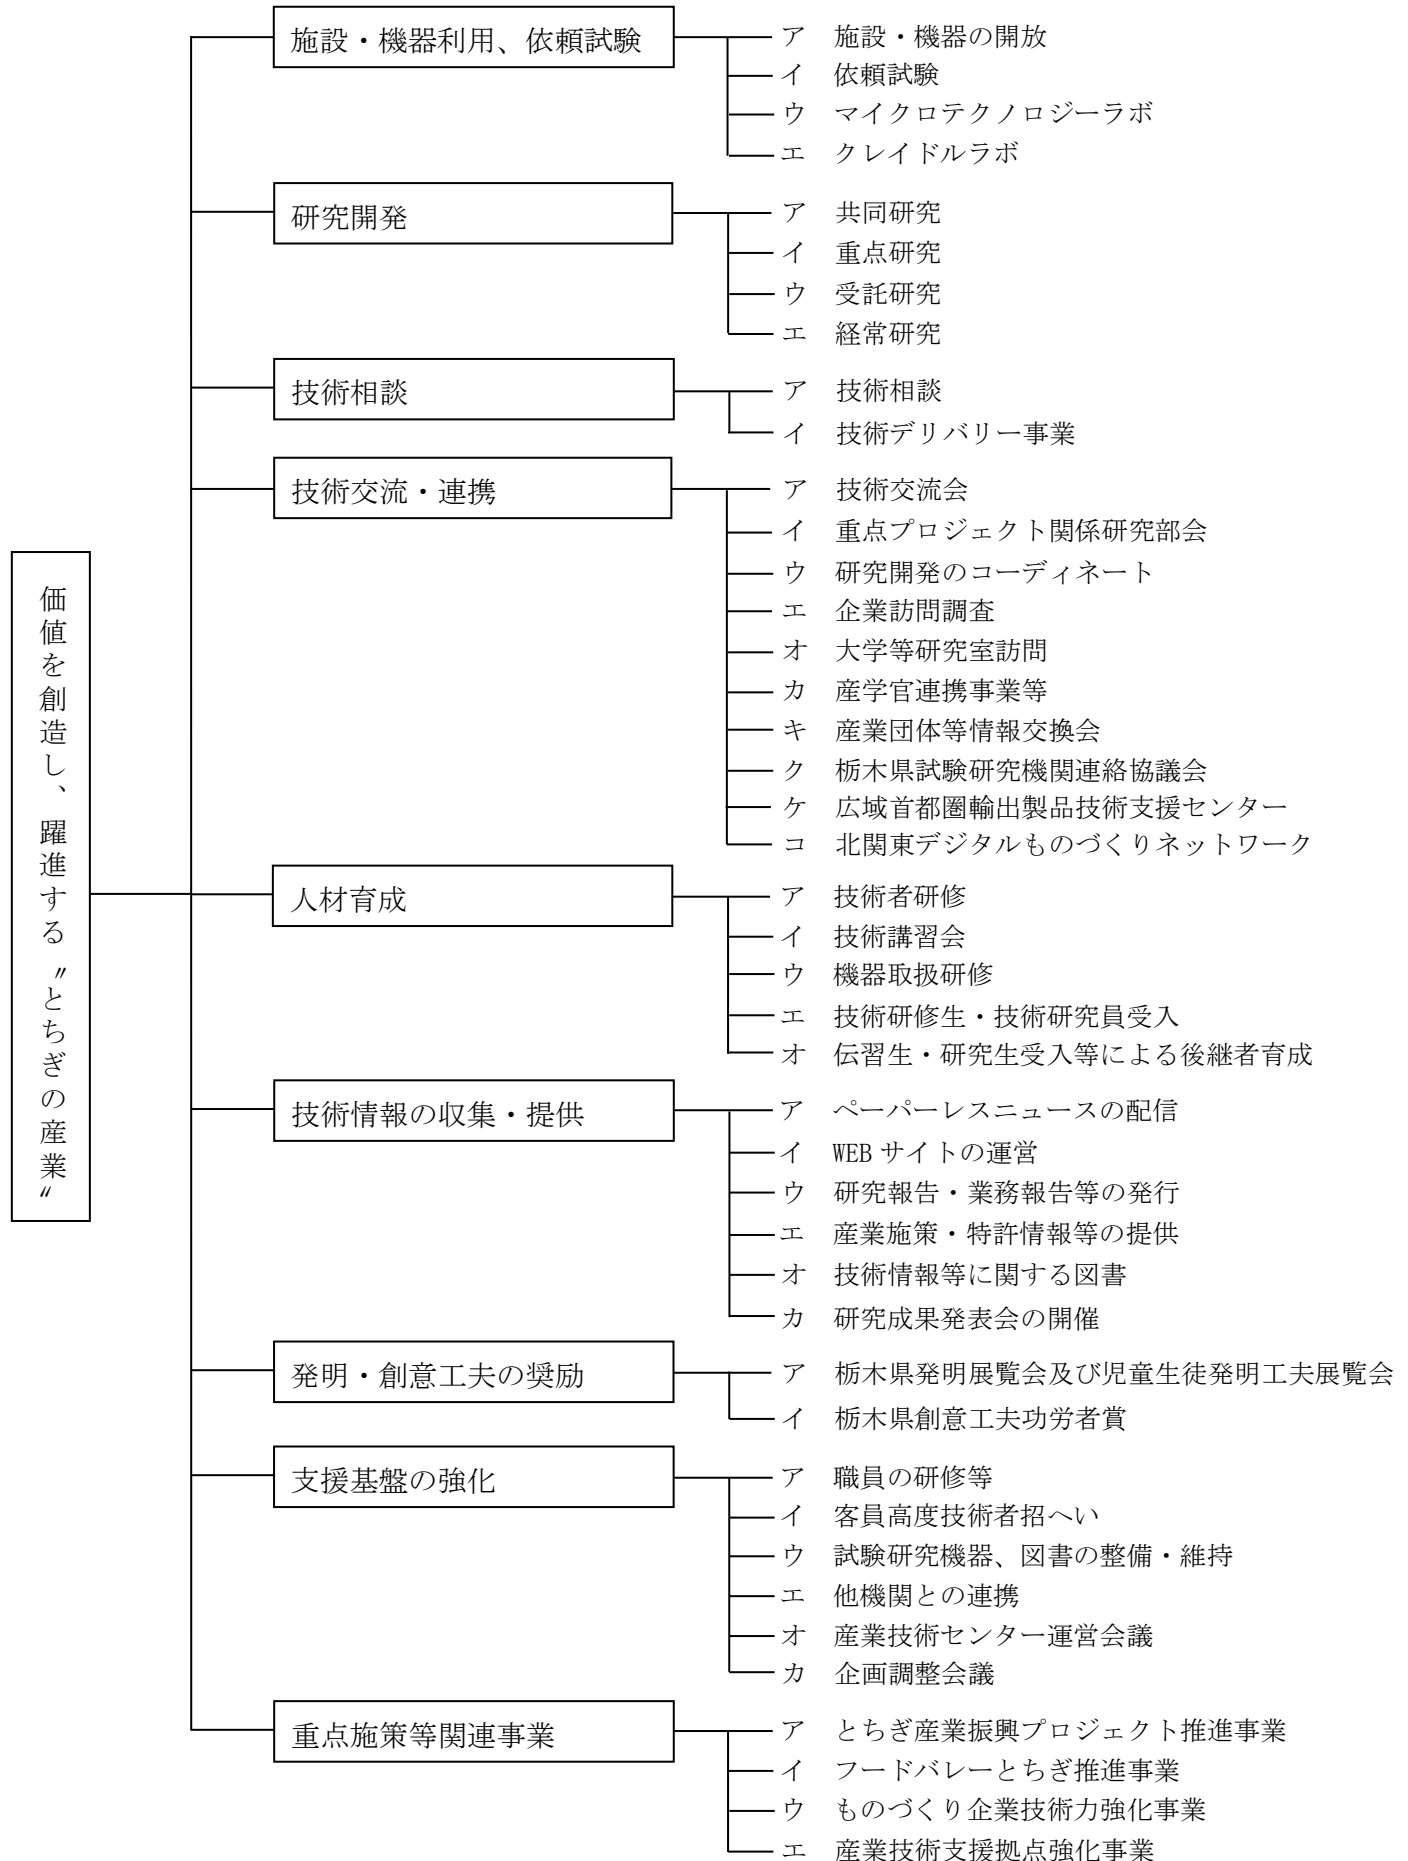 価値を創造し、躍進する〝とちぎの産業〟
施設・機器利用、依頼試験
ア 施設・機器の開放
イ 依頼試験
ウ マイクロテクノロジーラボ
エ クレイドルラボ
研究開発
ア 共同研究
イ 重点研究
ウ 受託研究
エ 経常研究
技術相談
ア 技術相談
イ 技術デリバリー事業
技術交流・連携
ア 技術交流会
イ 重点プロジェクト関係研究部会
ウ 研究開発のコーディネート
エ 企業訪問調査
オ 大学等研究室訪問
カ 産学官連携事業等
キ 産業団体等情報交換会
ク 栃木県試験研究機関連絡協議会
ケ 広域首都圏輸出製品技術支援センター
コ 北関東デジタルものづくりネットワーク
人材育成
ア 技術者研修
イ 技術講習会
ウ 機器取扱研修
エ 技術研修生・技術研究員受入
オ 伝習生・研究生受入等による後継者育成
技術情報の収集・提供
ア ペーパーレスニュースの配信
イ WEB サイトの運営
ウ 研究報告・業務報告等の発行
エ 産業施策・特許情報等の提供
オ 技術情報等に関する図書
カ 研究成果発表会の開催
発明・創意工夫の奨励
ア 栃木県発明展覧会及び児童生徒発明工夫展覧会
イ 栃木県創意工夫功労者賞
支援基盤の強化
ア 職員の研修等
イ 客員高度技術者招へい
ウ 試験研究機器、図書の整備・維持
エ 他機関との連携
オ 産業技術センター運営会議
カ 企画調整会議
重点施策等関連事業
ア とちぎ産業振興プロジェクト推進事業
イ フードバレーとちぎ推進事業
ウ ものづくり企業技術力強化事業
エ 産業技術支援拠点強化事業